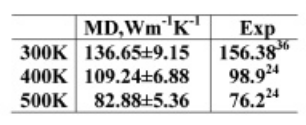 MD,Wm⁻¹K⁻¹ Exp
300K 136.65±9.15 156.38³⁶
400K 109.24±6.88 98.9²⁴
500K 82.88±5.36 76.2²⁴